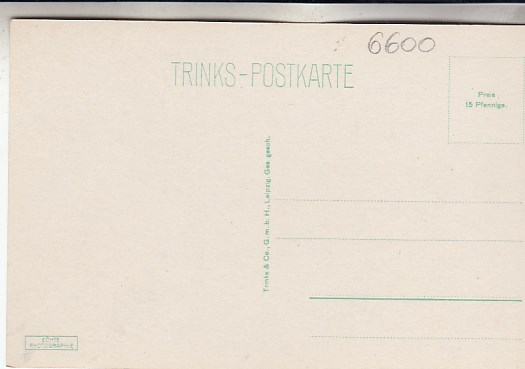 6600
TRINKS-POSTKARTE
Preis
15 Pfennige.
Trinks & Co., G. m. b. H., Leipzig. Ges. gesch.
ECHTE
PHOTOGRAPHIE